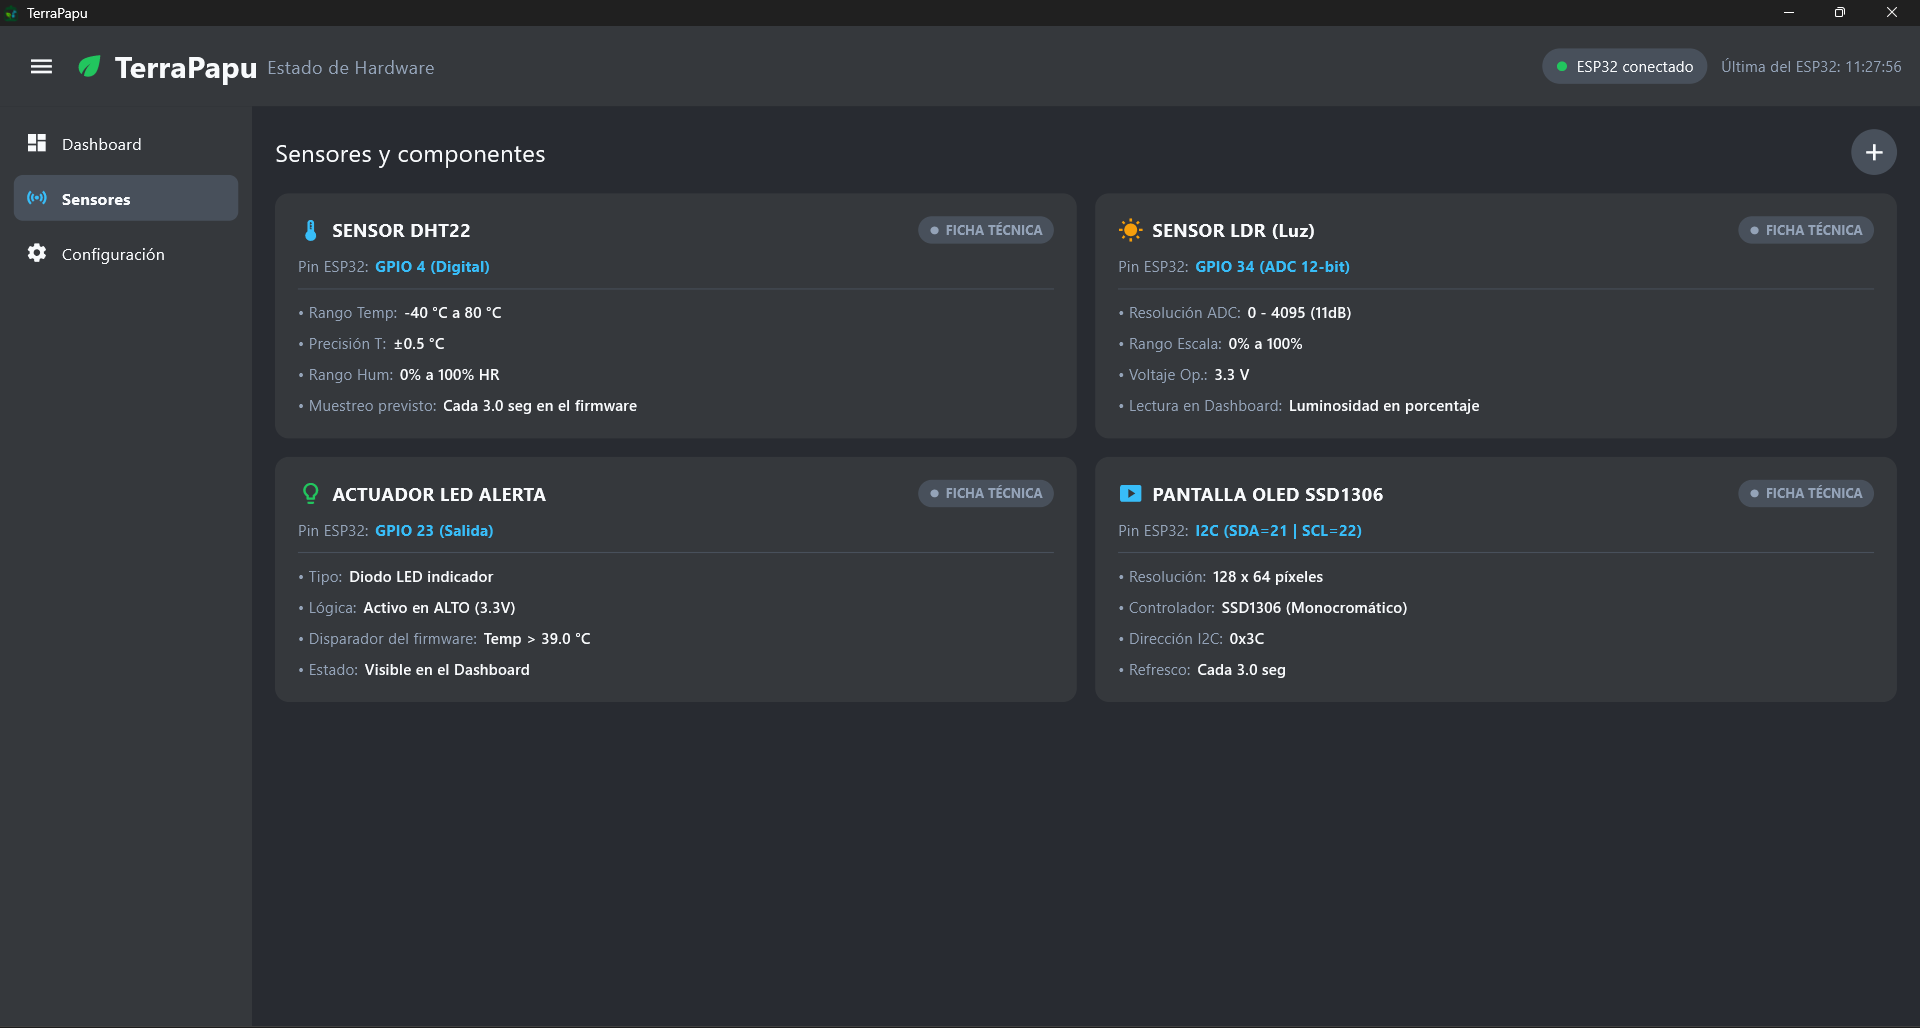 TerraPapu
TerraPapu Estado de Hardware
ESP32 conectado
Última del ESP32: 11:27:56
Dashboard
Sensores
Configuración
Sensores y componentes
SENSOR DHT22
FICHA TÉCNICA
Pin ESP32: GPIO 4 (Digital)
• Rango Temp: -40 °C a 80 °C
• Precisión T: ±0.5 °C
• Rango Hum: 0% a 100% HR
• Muestreo previsto: Cada 3.0 seg en el firmware
SENSOR LDR (Luz)
FICHA TÉCNICA
Pin ESP32: GPIO 34 (ADC 12-bit)
• Resolución ADC: 0 - 4095 (11dB)
• Rango Escala: 0% a 100%
• Voltaje Op.: 3.3 V
• Lectura en Dashboard: Luminosidad en porcentaje
ACTUADOR LED ALERTA
FICHA TÉCNICA
Pin ESP32: GPIO 23 (Salida)
• Tipo: Diodo LED indicador
• Lógica: Activo en ALTO (3.3V)
• Disparador del firmware: Temp > 39.0 °C
• Estado: Visible en el Dashboard
PANTALLA OLED SSD1306
FICHA TÉCNICA
Pin ESP32: I2C (SDA=21 | SCL=22)
• Resolución: 128 x 64 píxeles
• Controlador: SSD1306 (Monocromático)
• Dirección I2C: 0x3C
• Refresco: Cada 3.0 seg